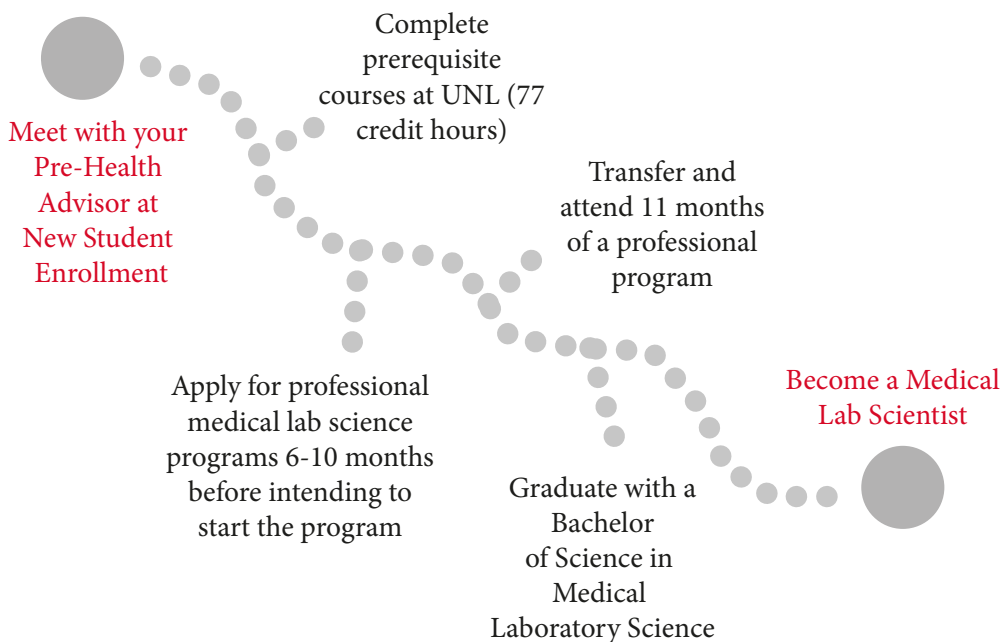 Meet with your
Pre-Health
Advisor at
New Student
Enrollment
Complete
prerequisite
courses at UNL (77
credit hours)
Apply for professional
medical lab science
programs 6-10 months
before intending to
start the program
Transfer and
attend 11 months
of a professional
program
Graduate with a
Bachelor
of Science in
Medical
Laboratory Science
Become a Medical
Lab Scientist